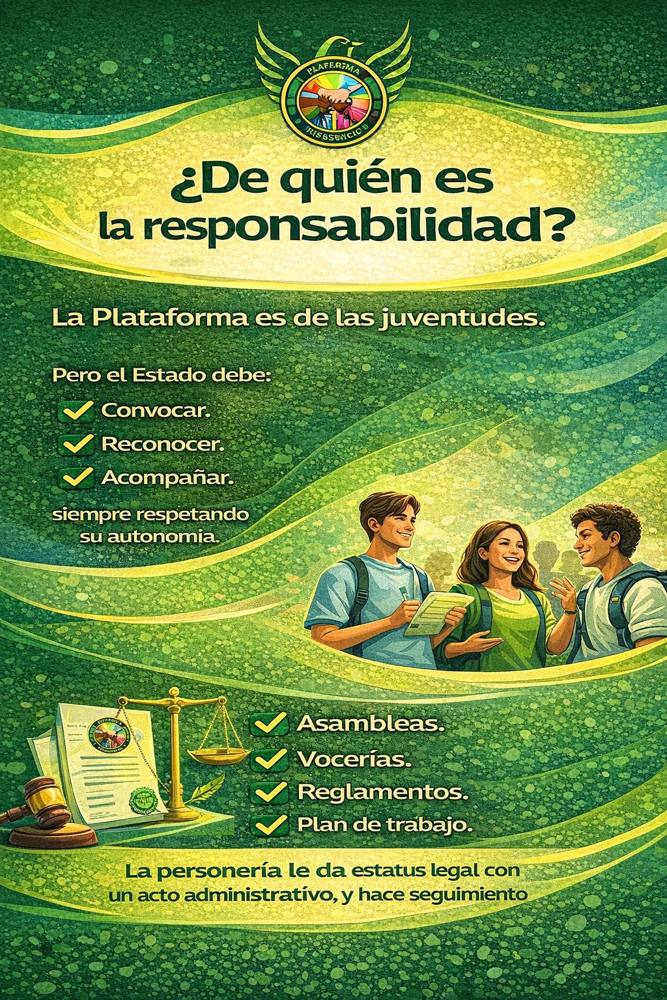 PLAFERIMA
¿De quién es
la responsabilidad?
La Plataforma es de las juventudes.
Pero el Estado debe:
Convocar.
Reconocer.
Acompañar.
siempre respetando
su autonomia.
Asambleas.
Vocerías.
Reglamentos.
Plan de trabajo.
La personería le da estatus legal con
un acto administrativo, y hace seguimiento